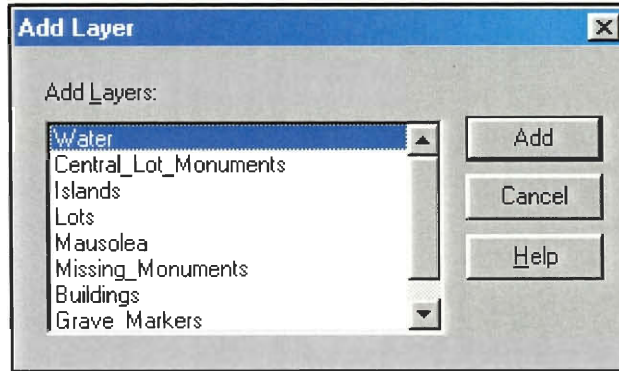 Add Layer
Add Layers:
Water
Central_Lot_Monuments
Islands
Lots
Mausolea
Missing_Monuments
Buildings
Grave_Markers
Add
Cancel
Help